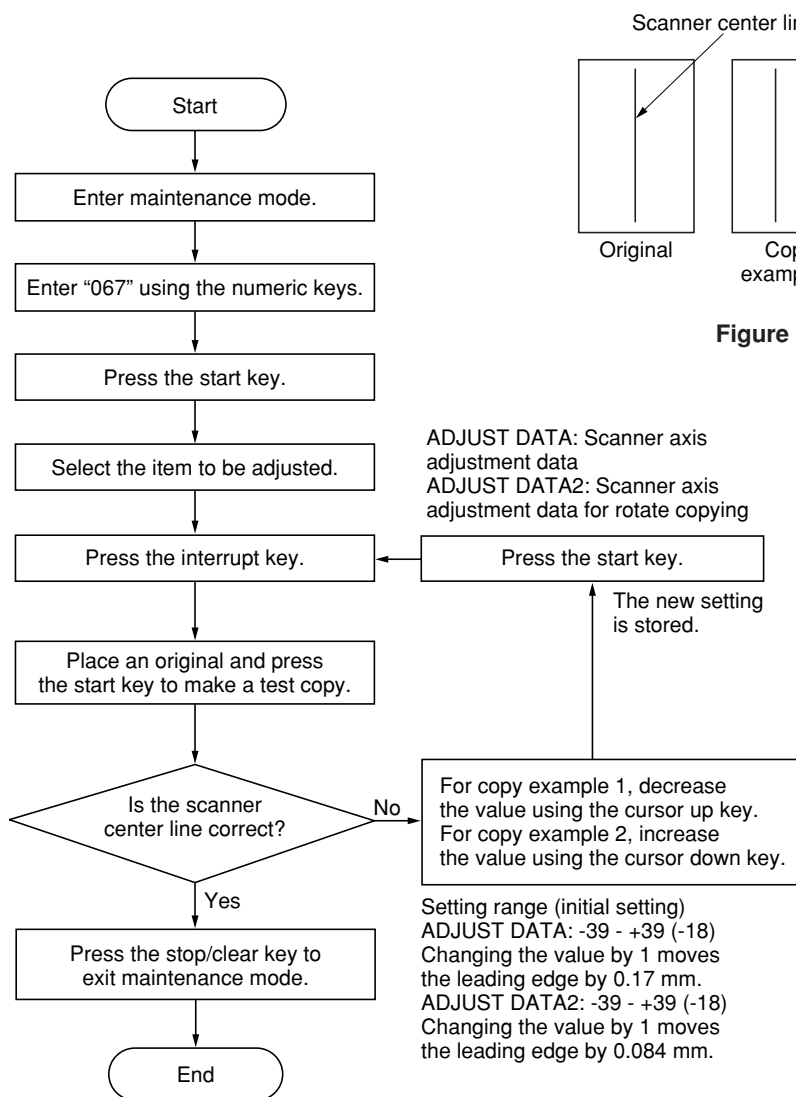 Scanner center
Original
Figure
Start
Enter maintenance mode.
Enter “067” using the numeric keys.
Press the start key.
Select the item to be adjusted.
ADJUST DATA: Scanner axis
adjustment data
ADJUST DATA2: Scanner axis
adjustment data for rotate copying
Press the interrupt key.
Press the start key.
The new setting
is stored.
Place an original and press
the start key to make a test copy.
Is the scanner
center line correct?
No
For copy example 1, decrease
the value using the cursor up key.
For copy example 2, increase
the value using the cursor down key.
Yes
Setting range (initial setting)
ADJUST DATA: -39 - +39 (-18)
Changing the value by 1 moves
the leading edge by 0.17 mm.
ADJUST DATA2: -39 - +39 (-18)
Changing the value by 1 moves
the leading edge by 0.084 mm.
Press the stop/clear key to
exit maintenance mode.
End